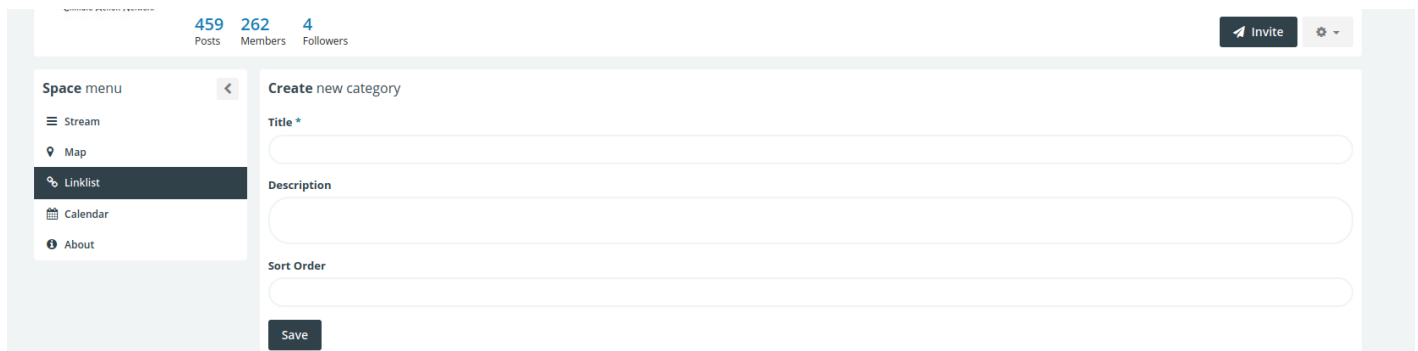 459 262 4
Posts Members Followers
Invite
Space menu
Stream
Map
Linklist
Calendar
About
Create new category
Title *
Description
Sort Order
Save